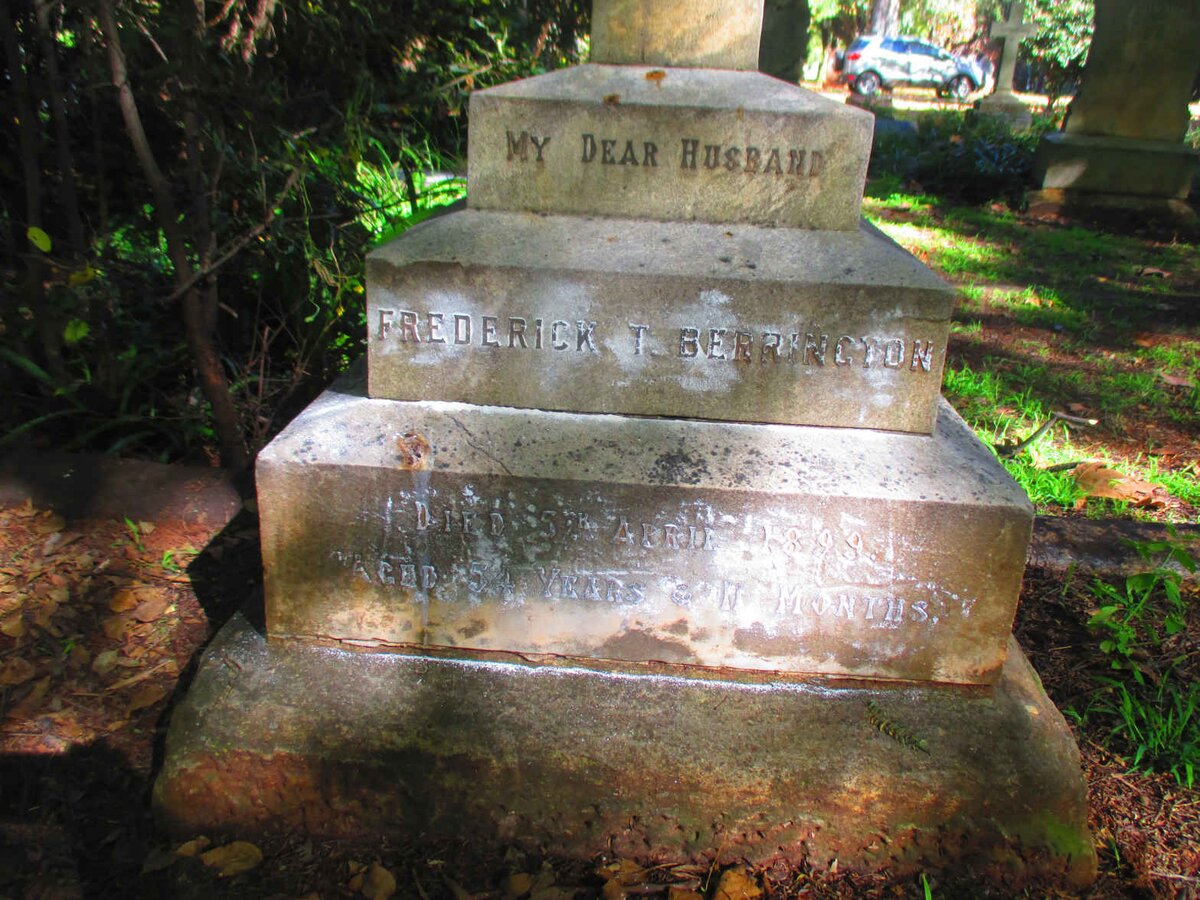 MY DEAR HUSBAND
FREDERICK T. BERRINGTON
DIED 5TH APRIL 1899.
AGED 54 YEARS & 11 MONTHS,